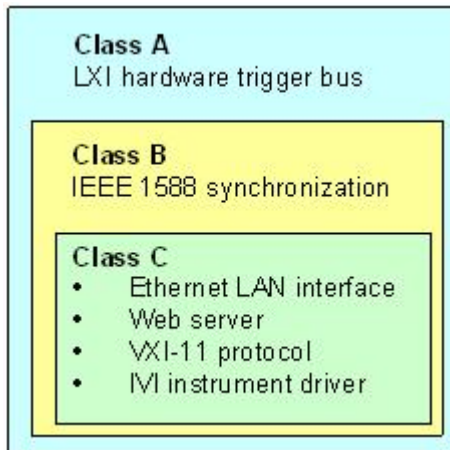 Class A
LXI hardware trigger bus
Class B
IEEE 1588 synchronization
Class C
• Ethernet LAN interface
• Web server
• VXI-11 protocol
• IVI instrument driver